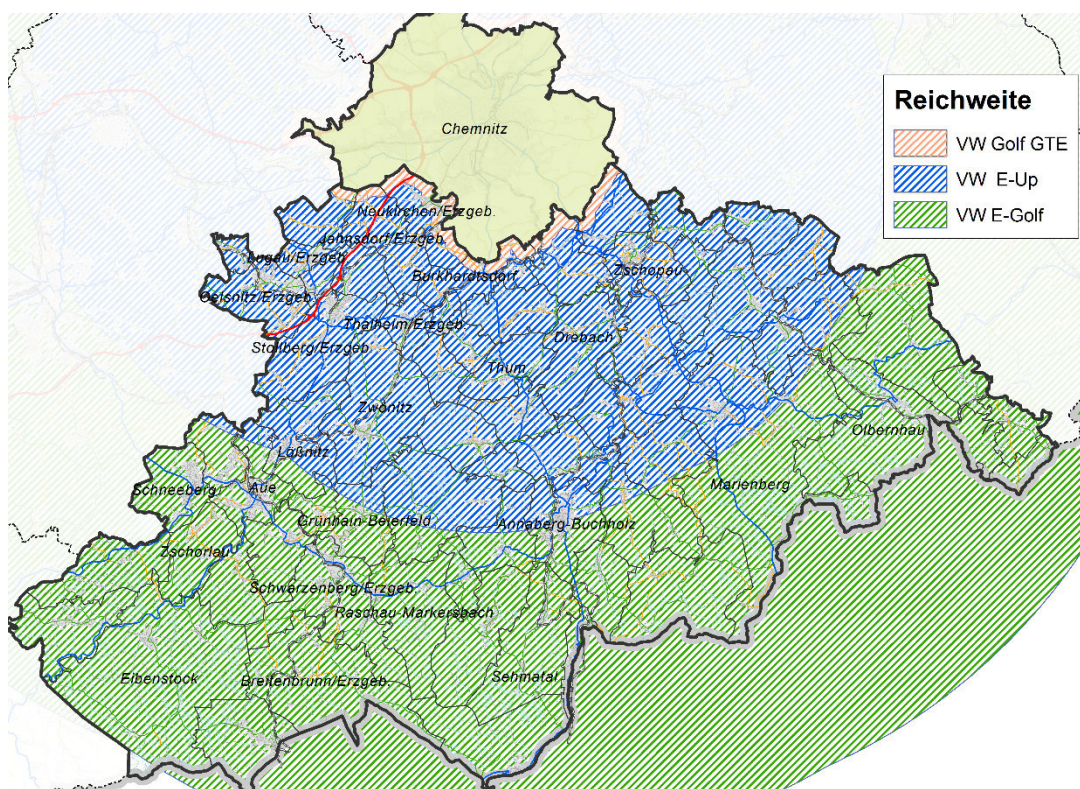 Reichweite
VW Golf GTE
VW E-Up
VW E-Golf
Chemnitz
Neukirchen/Erzgeb.
Jahnsdorf/Erzgeb.
Lugau/Erzgeb.
Burkhardtsdorf
Zschopau
Oelsnitz/Erzgeb.
Thalheim/Erzgeb.
Drebach
Stollberg/Erzgeb.
Thum
Zwönitz
Olbernhau
Lößnitz
Marienberg
Schneeberg
Aue
Grünhain-Beierfeld
Annaberg-Buchholz
Zschorlau
Schwarzenberg/Erzgeb.
Raschau-Markersbach
Eibenstock
Breitenbrunn/Erzgeb.
Sehmatal